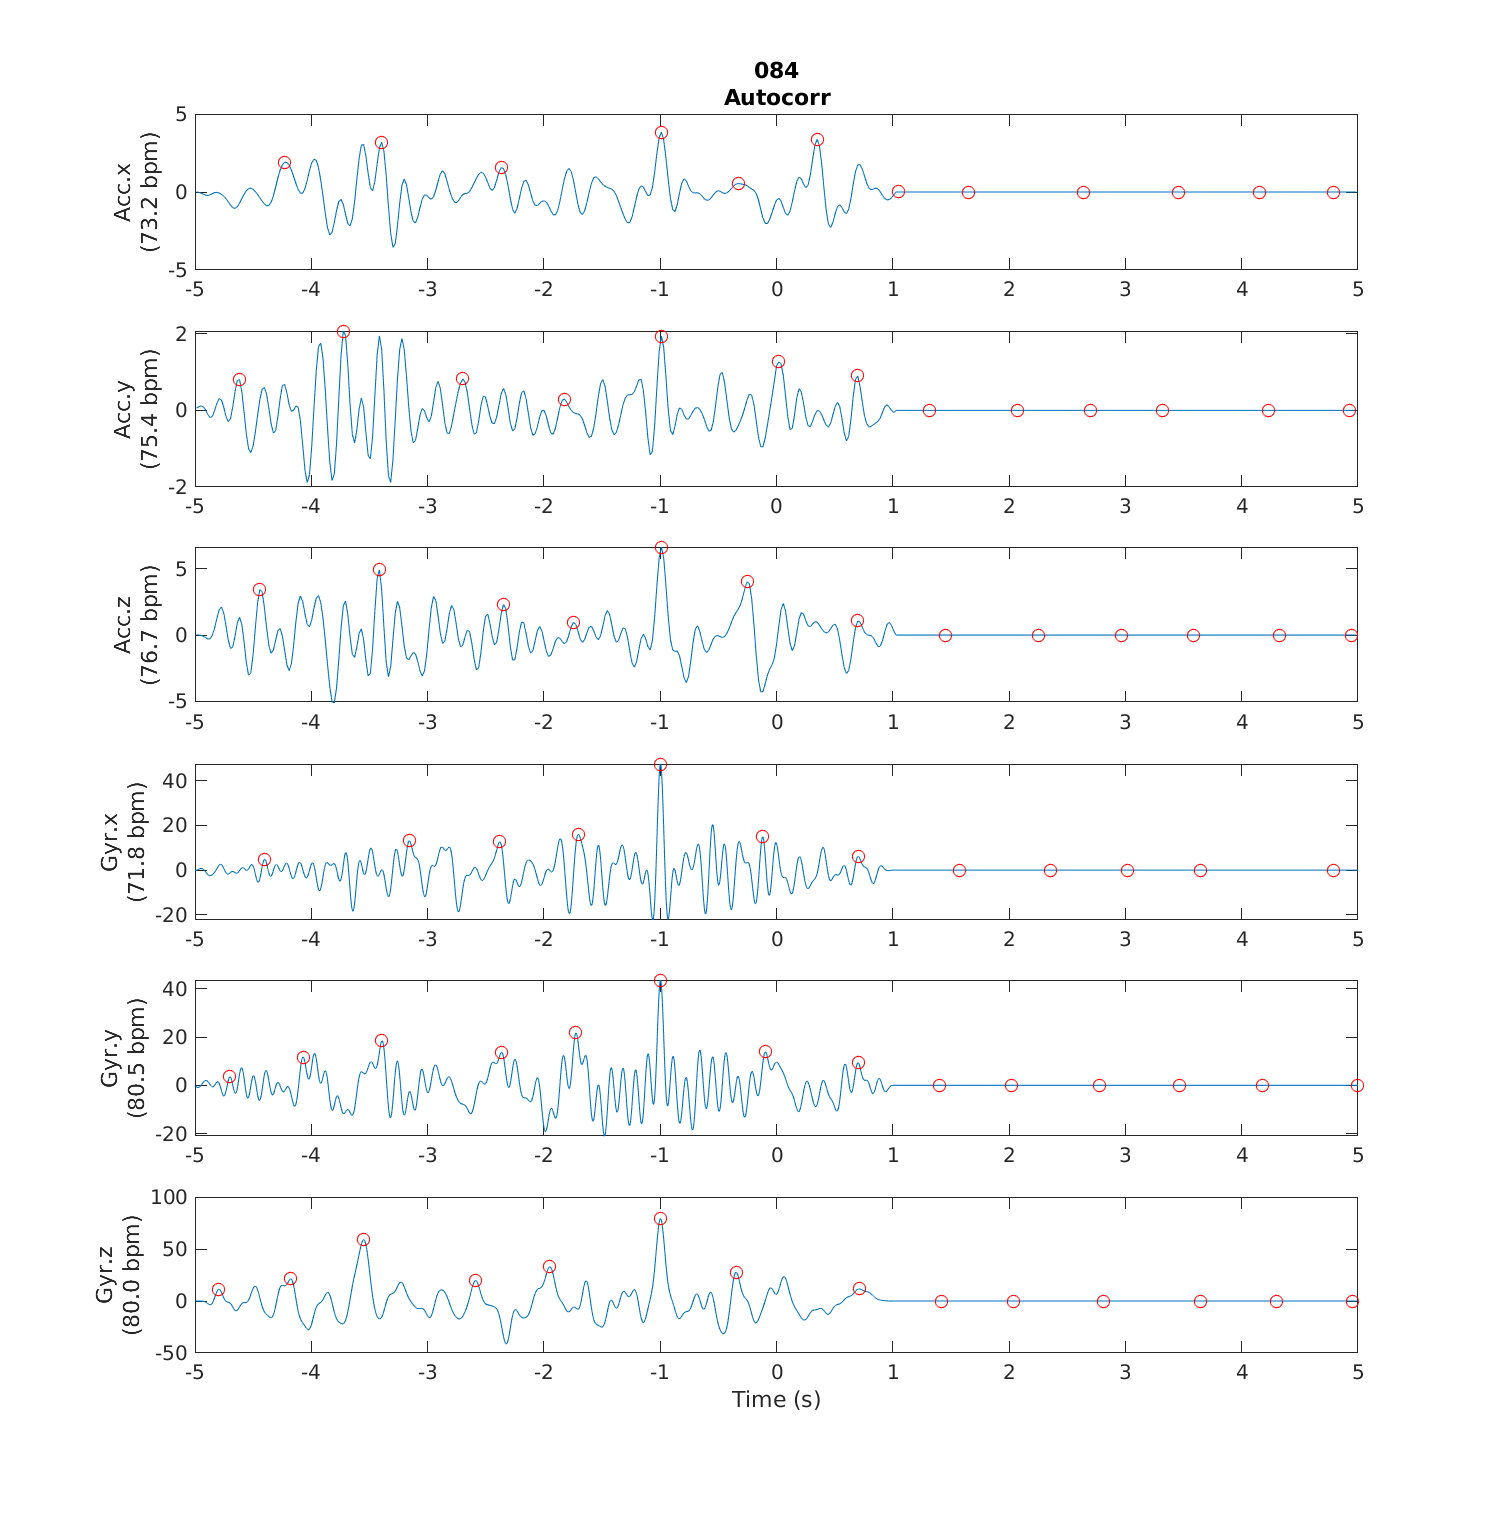 084
Autocorr
5
0
-5
Acc.x
(73.2 bpm)
-5 -4 -3 -2 -1 0 1 2 3 4 5
2
0
-2
Acc.y
(75.4 bpm)
-5 -4 -3 -2 -1 0 1 2 3 4 5
5
0
-5
Acc.z
(76.7 bpm)
-5 -4 -3 -2 -1 0 1 2 3 4 5
40
20
0
-20
Gyr.x
(71.8 bpm)
-5 -4 -3 -2 -1 0 1 2 3 4 5
40
20
0
-20
Gyr.y
(80.5 bpm)
-5 -4 -3 -2 -1 0 1 2 3 4 5
100
50
0
-50
Gyr.z
(80.0 bpm)
-5 -4 -3 -2 -1 0 1 2 3 4 5
Time (s)